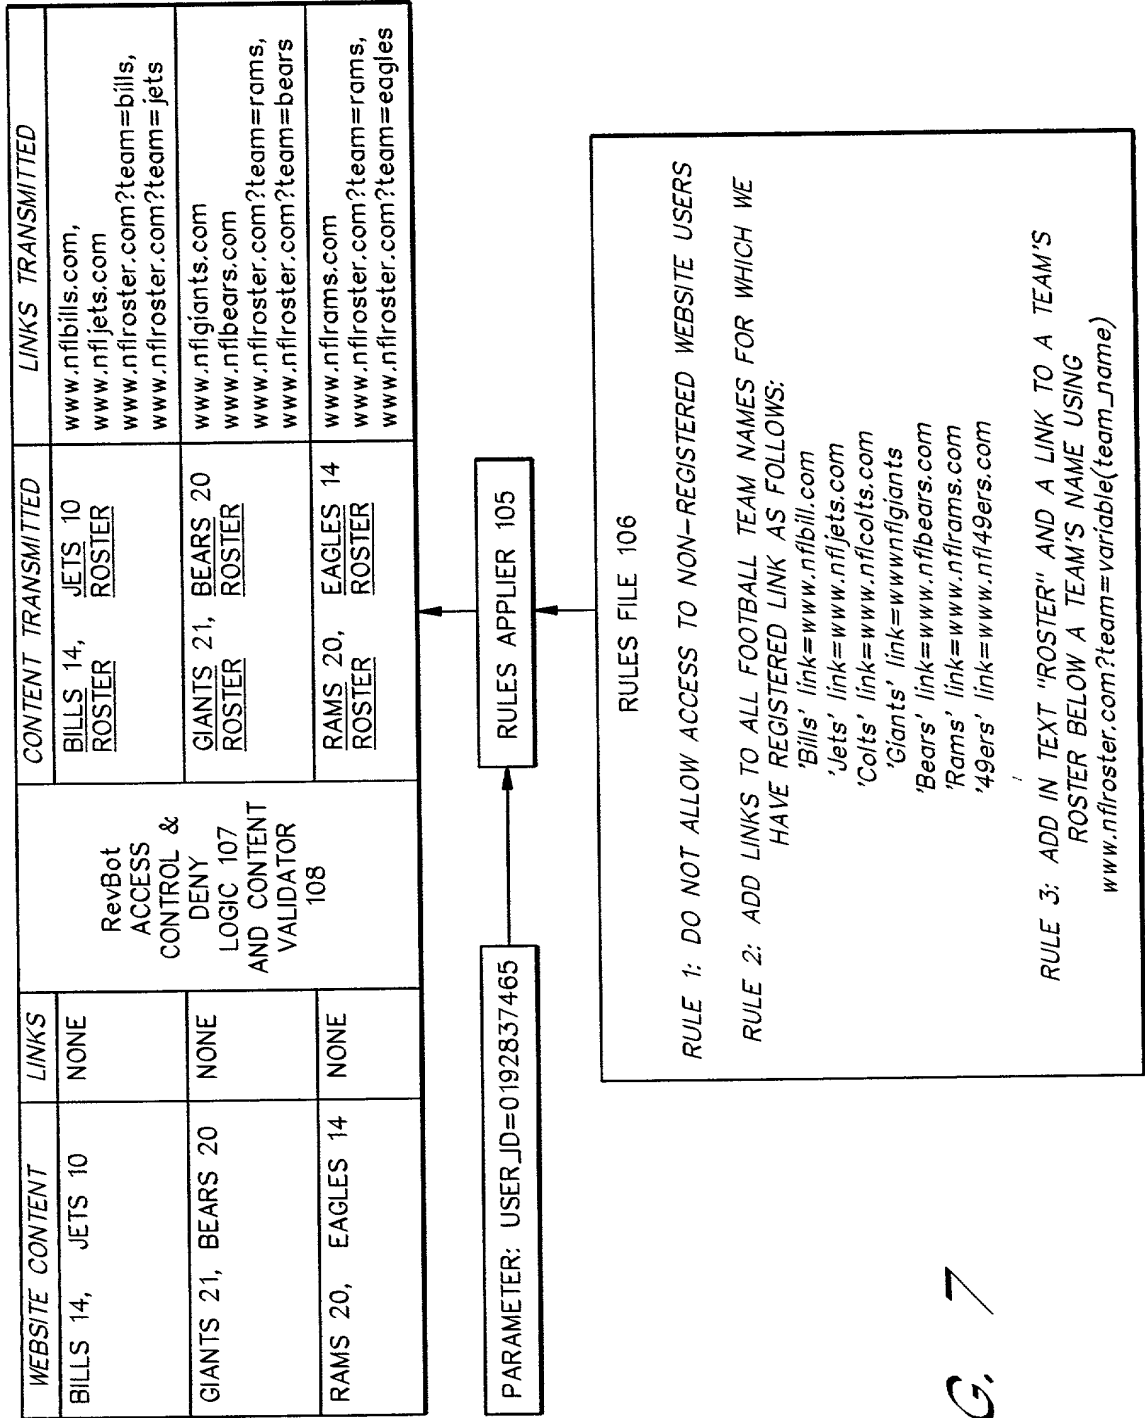 WEBSITE CONTENT
LINKS
CONTENT TRANSMITTED
LINKS TRANSMITTED
BILLS 14, JETS 10
NONE
RevBot
ACCESS
CONTROL &
DENY
LOGIC 107
AND CONTENT
VALIDATOR
108
BILLS 14, JETS 10
ROSTER ROSTER
www.nflbills.com,
www.nfljets.com
www.nflroster.com?team=bills,
www.nflroster.com?team=jets
GIANTS 21, BEARS 20
NONE
GIANTS 21, BEARS 20
ROSTER ROSTER
www.nflgiants.com
www.nflbears.com
www.nflroster.com?team=rams,
www.nflroster.com?team=bears
RAMS 20, EAGLES 14
NONE
RAMS 20, EAGLES 14
ROSTER ROSTER
www.nflrams.com
www.nflroster.com?team=rams,
www.nflroster.com?team=eagles
PARAMETER: USER_ID=0192837465
RULES APPLIER 105
RULES FILE 106
RULE 1: DO NOT ALLOW ACCESS TO NON-REGISTERED WEBSITE USERS
RULE 2: ADD LINKS TO ALL FOOTBALL TEAM NAMES FOR WHICH WE
HAVE REGISTERED LINK AS FOLLOWS:
'Bills' link=www.nflbill.com
'Jets' link=www.nfljets.com
'Colts' link=www.nflcolts.com
'Giants' link=wwwnflgiants
'Bears' link=www.nflbears.com
'Rams' link=www.nflrams.com
'49ers' link=www.nfl49ers.com
RULE 3: ADD IN TEXT "ROSTER" AND A LINK TO A TEAM'S
ROSTER BELOW A TEAM'S NAME USING
www.nflroster.com?team=variable(team_name)
G. 7